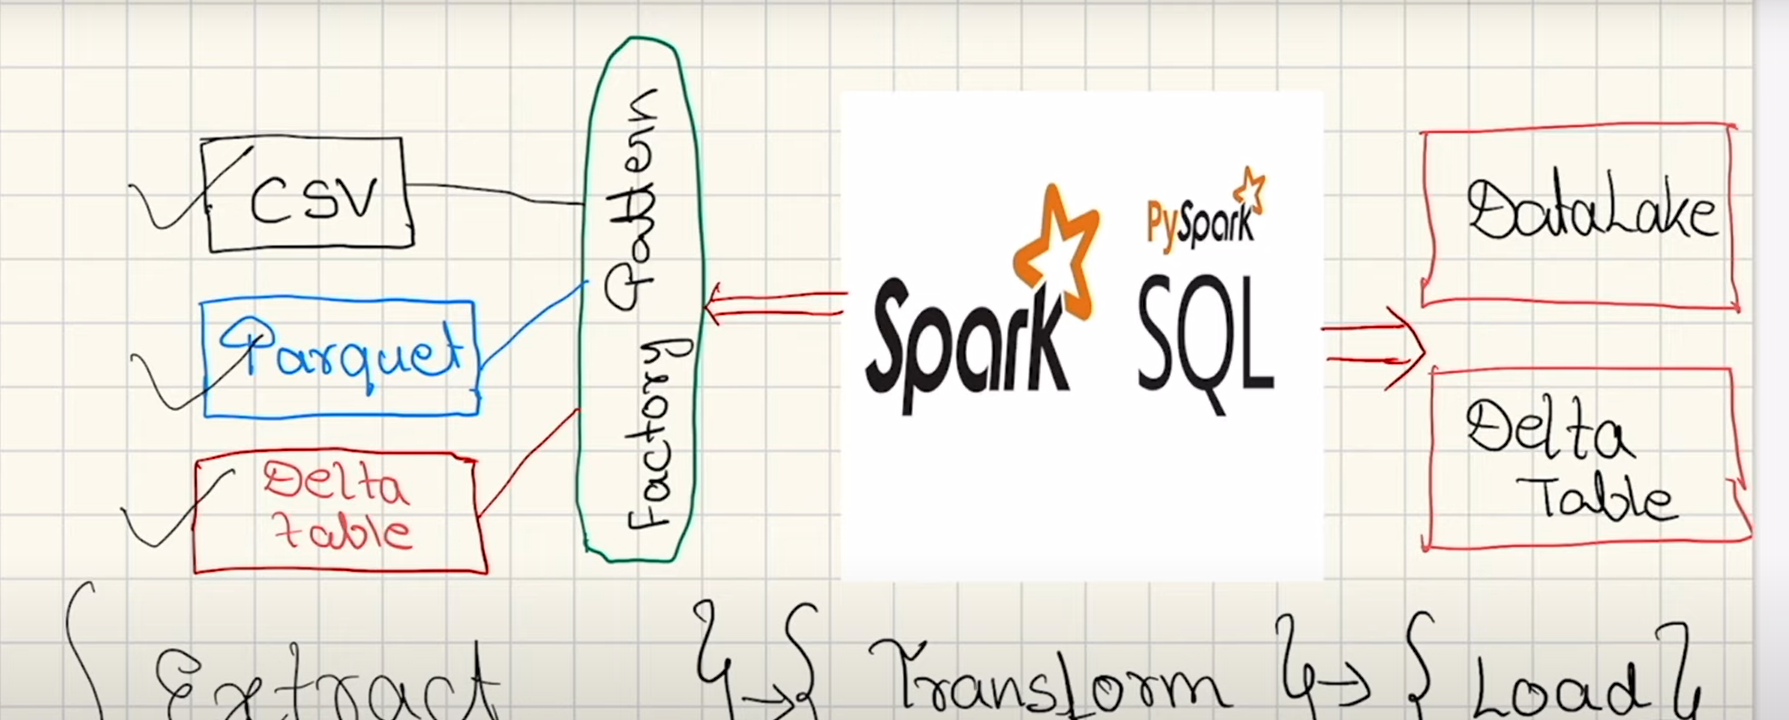 CSV
Parquet
Delta
table
Factory Pattern
Spark
PySpark
SQL
DataLake
Delta
Table
{ Extract } → { Transform } → { Load }